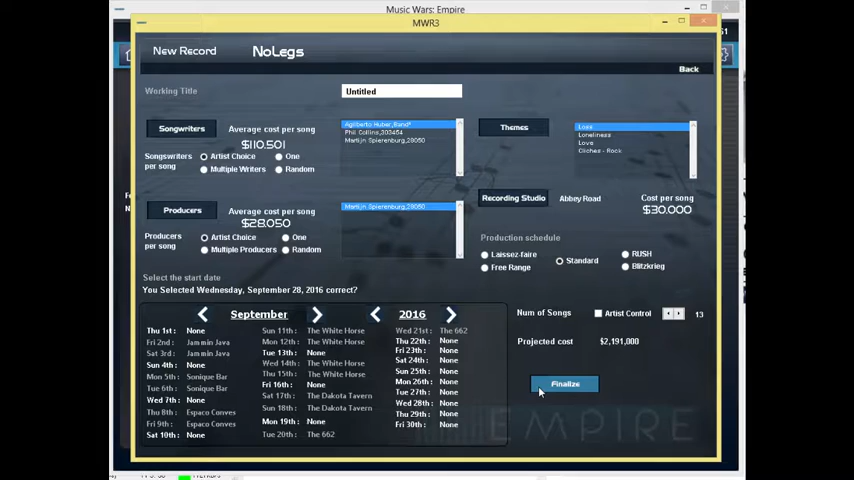 Music Wars: Empire
MWR3
New Record
NoLegs
Back
Working Title
Untitled
Songwriters
Average cost per song
$110.501
Songswriters per song
Artist Choice
One
Multiple Writers
Random
Agilberto Huber,Band*
Phil Collins,303454
Martijn Spierenburg,28050
Themes
Loss
Loneliness
Love
Cliches - Rock
Producers
Average cost per song
$28.050
Producers per song
Artist Choice
One
Multiple Producers
Random
Martijn Spierenburg,28050
Recording Studio
Abbey Road
Cost per song
$30.000
Production schedule
Laissez-faire
Free Range
Standard
RUSH
Blitzkrieg
Select the start date
You Selected Wednesday, September 28, 2016 correct?
September
2016
Thu 1st: None
Fri 2nd: Jammin Java
Sat 3rd: Jammin Java
Sun 4th: None
Mon 5th: Sonique Bar
Tue 6th: Sonique Bar
Wed 7th: None
Thu 8th: Espaco Conves
Fri 9th: Espaco Conves
Sat 10th: None
Sun 11th: The White Horse
Mon 12th: The White Horse
Tue 13th: None
Wed 14th: The White Horse
Thu 15th: The White Horse
Fri 16th: None
Sat 17th: The Dakota Tavern
Sun 18th: The Dakota Tavern
Mon 19th: None
Tue 20th: The 662
Wed 21st: The 662
Thu 22th: None
Fri 23th: None
Sat 24th: None
Sun 25th: None
Mon 26th: None
Tue 27th: None
Wed 28th: None
Thu 29th: None
Fri 30th: None
Num of Songs
Artist Control
13
Projected cost
$2,191,000
Finalize
EMPIRE